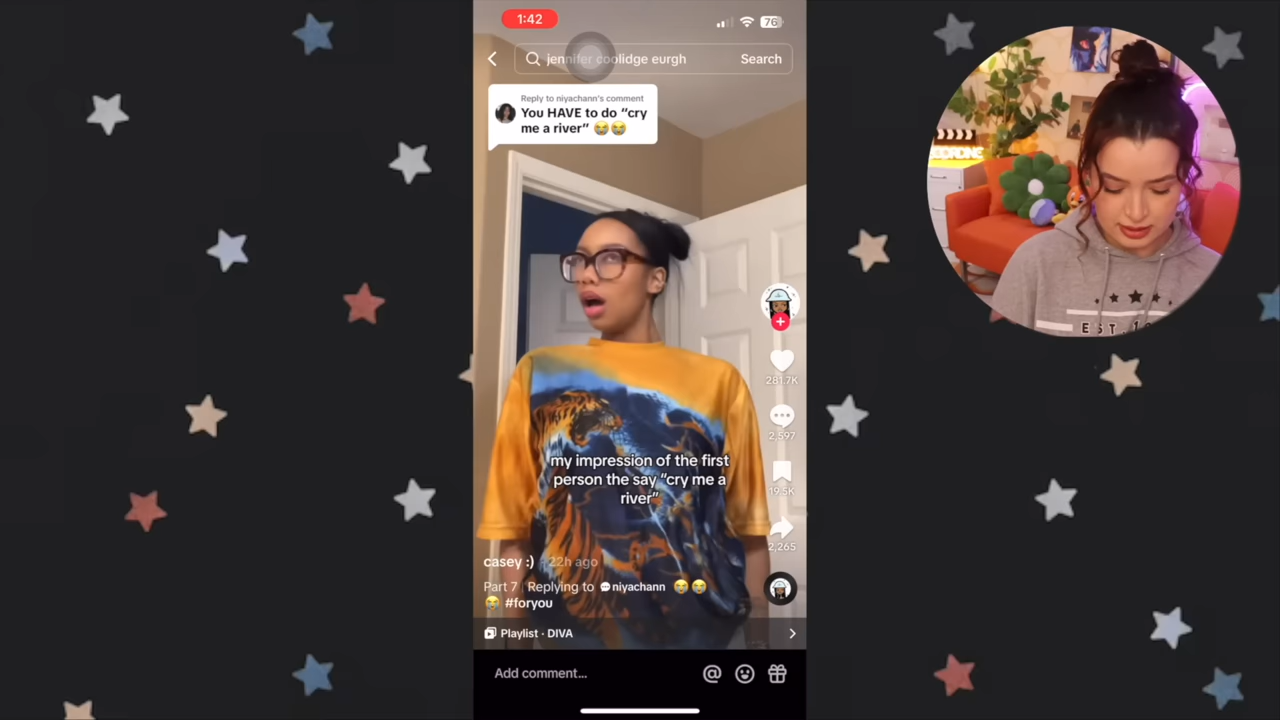 1:42
76
jennifer coolidge eurgh
Search
Reply to niyachann's comment
You HAVE to do “cry
me a river” 😭😭
281.7K
2,597
19.5K
2,265
my impression of the first
person the say “cry me a
river”
casey :) 22h ago
Part 7 Replying to niyachann 😭😭
😭 #foryou
Playlist · DIVA
Add comment...
@
EST.